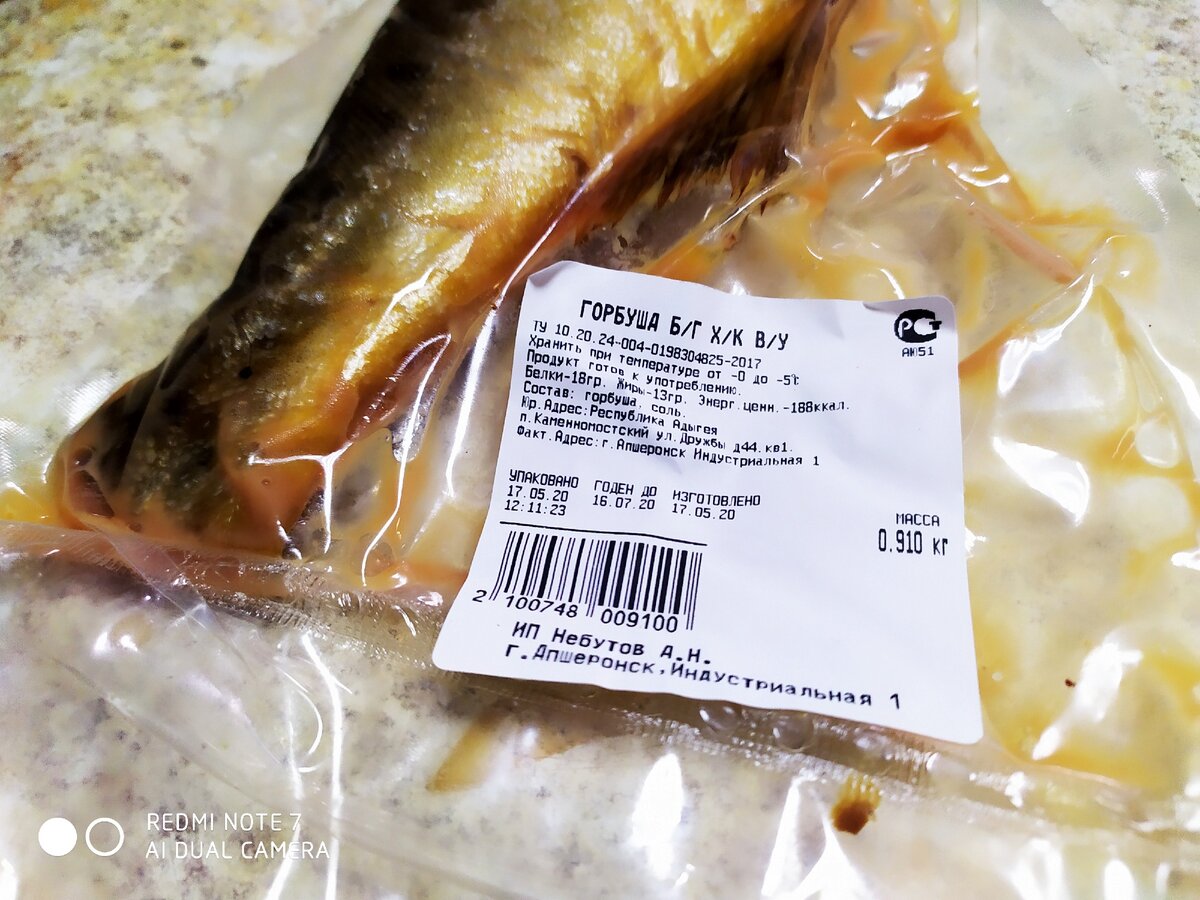 ГОРБУША Б/Г Х/К В/У
РСТ
АЮ51
ТУ 10.20.24-004-0198304825-2017
Хранить при температуре от -0 до -5°C
Продукт готов к употреблению.
Белки-18гр. Жиры-13гр. Энерг.ценн.-188ккал.
Состав: горбуша, соль.
Юр.Адрес:Республика Адыгея
п.Каменномостский ул.Дружбы д44.кв1.
Факт.Адрес:г.Апшеронск Индустриальная 1
УПАКОВАНО ГОДЕН ДО ИЗГОТОВЛЕНО
17.05.20 16.07.20 17.05.20
12:11:23
МАССА
0.910 кг
2 100748 009100
ИП Небутов А.Н.
г.Апшеронск,Индустриальная 1
REDMI NOTE 7
AI DUAL CAMERA